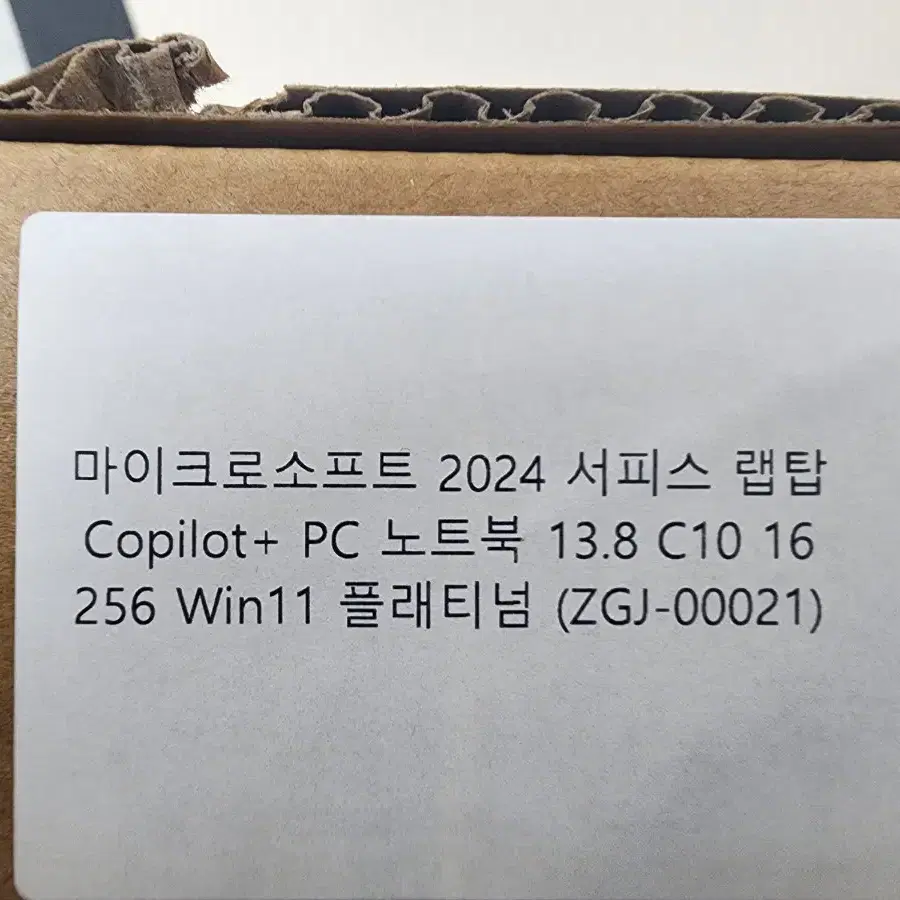 마이크로소프트 2024 서피스 랩탑
Copilot+ PC 노트북 13.8 C10 16
256 Win11 플래티넘 (ZGJ-00021)